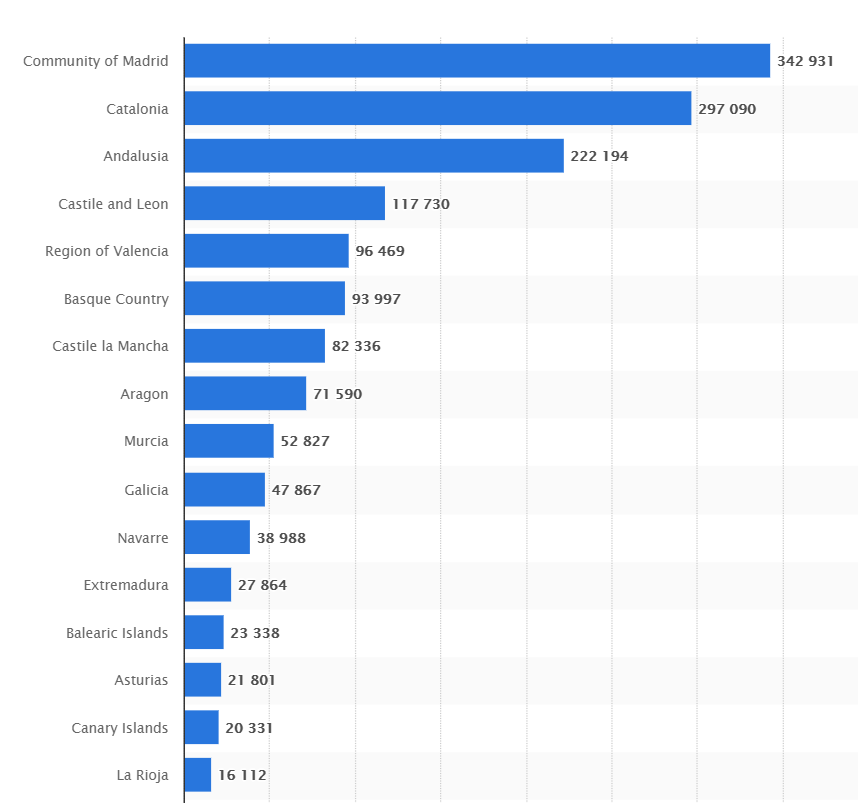 Community of Madrid 342 931
Catalonia 297 090
Andalusia 222 194
Castile and Leon 117 730
Region of Valencia 96 469
Basque Country 93 997
Castile la Mancha 82 336
Aragon 71 590
Murcia 52 827
Galicia 47 867
Navarre 38 988
Extremadura 27 864
Balearic Islands 23 338
Asturias 21 801
Canary Islands 20 331
La Rioja 16 112